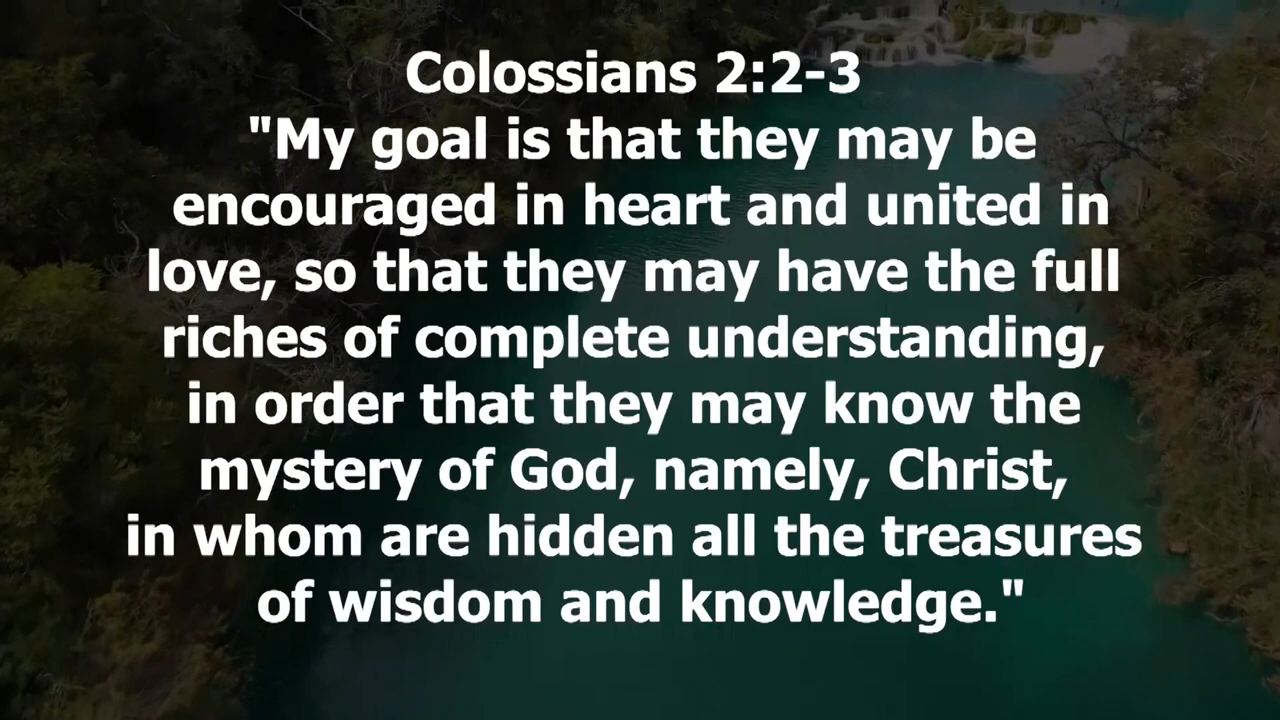 Colossians 2:2-3
"My goal is that they may be
encouraged in heart and united in
love, so that they may have the full
riches of complete understanding,
in order that they may know the
mystery of God, namely, Christ,
in whom are hidden all the treasures
of wisdom and knowledge."